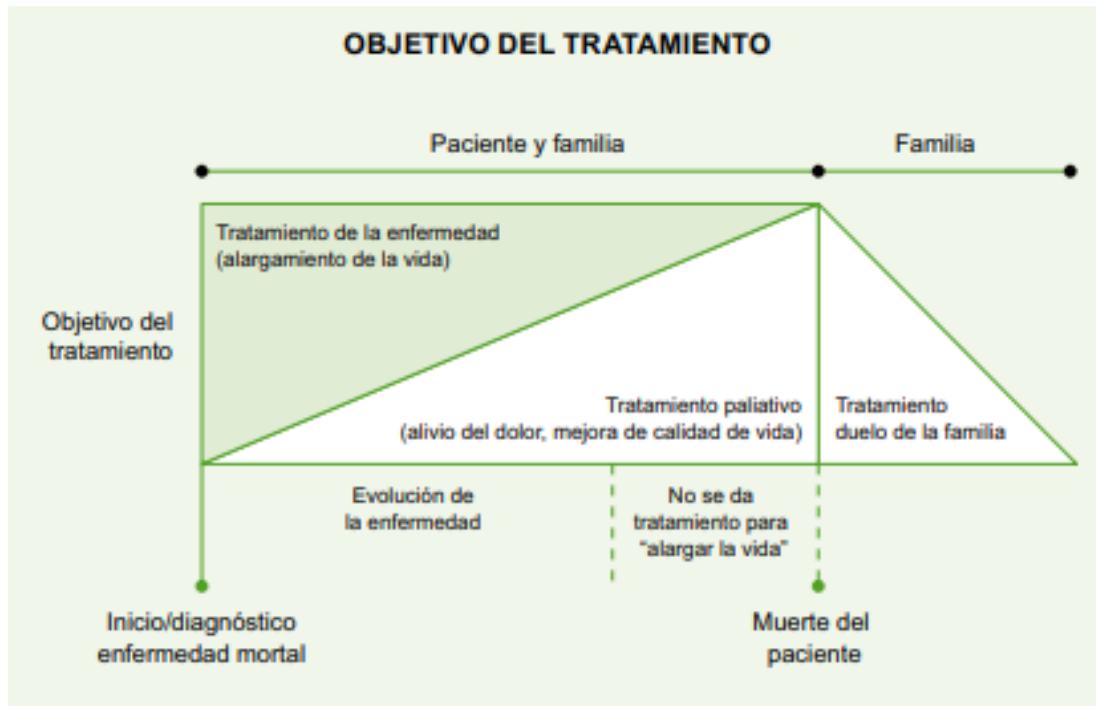 OBJETIVO DEL TRATAMIENTO
Paciente y familia
Familia
Tratamiento de la enfermedad
(alargamiento de la vida)
Objetivo del
tratamiento
Tratamiento paliativo
(alivio del dolor, mejora de calidad de vida)
Tratamiento
duelo de la familia
Evolución de
la enfermedad
No se da
tratamiento para
“alargar la vida”
Inicio/diagnóstico
enfermedad mortal
Muerte del
paciente